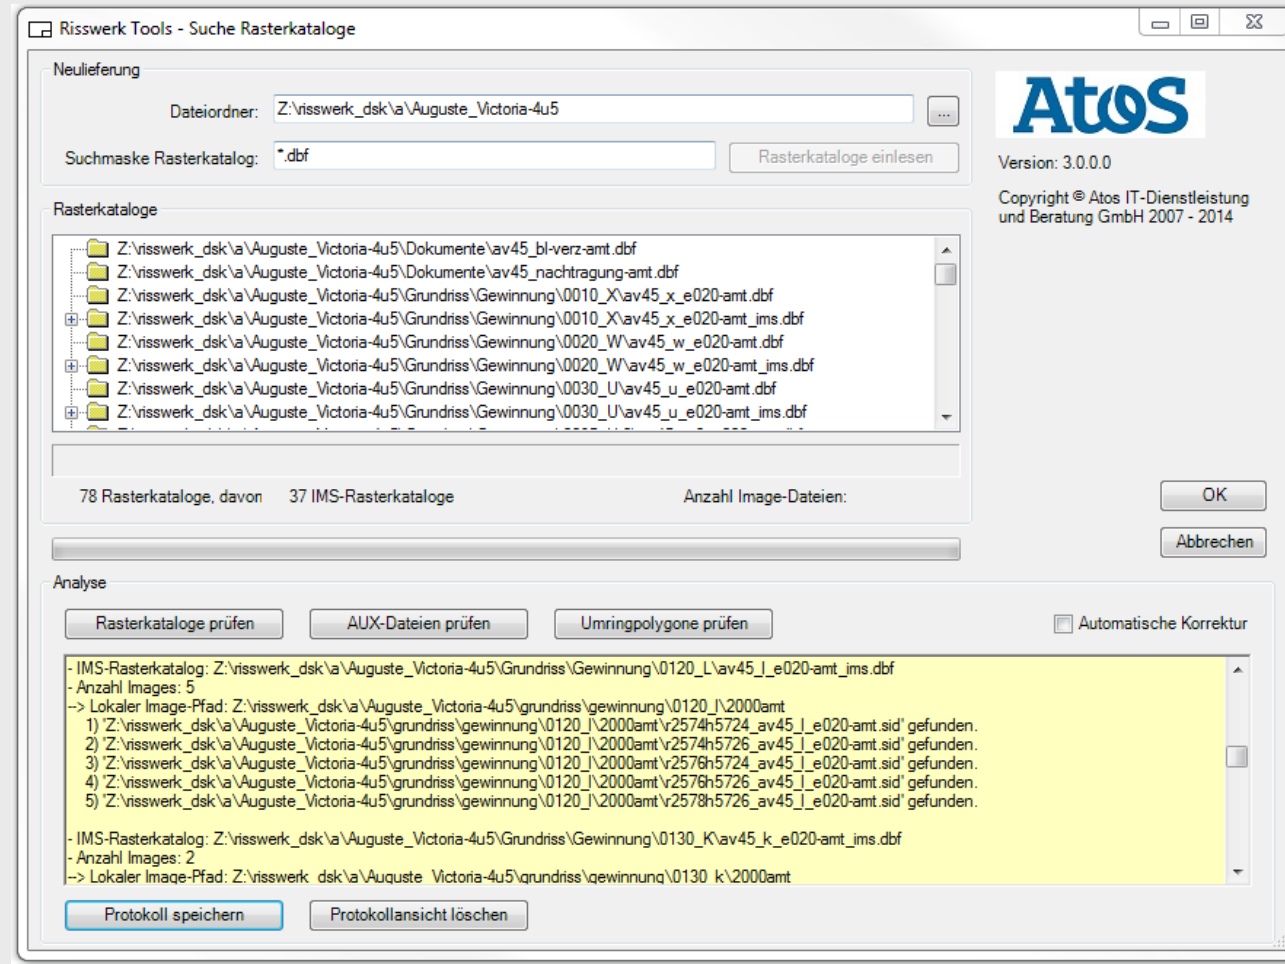 Risswerk Tools - Suche Rasterkataloge
Neulieferung
Dateiordner: Z:\risswerk_dsk\a\Auguste_Victoria-4u5 ...
Suchmaske Rasterkatalog: *.dbf Rasterkataloge einlesen
Atos
Version: 3.0.0.0
Copyright © Atos IT-Dienstleistung
und Beratung GmbH 2007 - 2014
Rasterkataloge
Z:\risswerk_dsk\a\Auguste_Victoria-4u5\Dokumente\av45_bl-verz-amt.dbf
Z:\risswerk_dsk\a\Auguste_Victoria-4u5\Dokumente\av45_nachtragung-amt.dbf
Z:\risswerk_dsk\a\Auguste_Victoria-4u5\Grundriss\Gewinnung\0010_X\av45_x_e020-amt.dbf
Z:\risswerk_dsk\a\Auguste_Victoria-4u5\Grundriss\Gewinnung\0010_X\av45_x_e020-amt_ims.dbf
Z:\risswerk_dsk\a\Auguste_Victoria-4u5\Grundriss\Gewinnung\0020_W\av45_w_e020-amt.dbf
Z:\risswerk_dsk\a\Auguste_Victoria-4u5\Grundriss\Gewinnung\0020_W\av45_w_e020-amt_ims.dbf
Z:\risswerk_dsk\a\Auguste_Victoria-4u5\Grundriss\Gewinnung\0030_U\av45_u_e020-amt.dbf
Z:\risswerk_dsk\a\Auguste_Victoria-4u5\Grundriss\Gewinnung\0030_U\av45_u_e020-amt_ims.dbf
78 Rasterkataloge, davon 37 IMS-Rasterkataloge Anzahl Image-Dateien:
OK
Abbrechen
Analyse
Rasterkataloge prüfen AUX-Dateien prüfen Umringpolygone prüfen Automatische Korrektur
- IMS-Rasterkatalog: Z:\risswerk_dsk\a\Auguste_Victoria-4u5\Grundriss\Gewinnung\0120_L\av45_l_e020-amt_ims.dbf
- Anzahl Images: 5
--> Lokaler Image-Pfad: Z:\risswerk_dsk\a\Auguste_Victoria-4u5\grundriss\gewinnung\0120_l\2000amt
1) 'Z:\risswerk_dsk\a\Auguste_Victoria-4u5\grundriss\gewinnung\0120_l\2000amt\r2574h5724_av45_l_e020-amt.sid' gefunden.
2) 'Z:\risswerk_dsk\a\Auguste_Victoria-4u5\grundriss\gewinnung\0120_l\2000amt\r2574h5726_av45_l_e020-amt.sid' gefunden.
3) 'Z:\risswerk_dsk\a\Auguste_Victoria-4u5\grundriss\gewinnung\0120_l\2000amt\r2576h5724_av45_l_e020-amt.sid' gefunden.
4) 'Z:\risswerk_dsk\a\Auguste_Victoria-4u5\grundriss\gewinnung\0120_l\2000amt\r2576h5726_av45_l_e020-amt.sid' gefunden.
5) 'Z:\risswerk_dsk\a\Auguste_Victoria-4u5\grundriss\gewinnung\0120_l\2000amt\r2578h5726_av45_l_e020-amt.sid' gefunden.
- IMS-Rasterkatalog: Z:\risswerk_dsk\a\Auguste_Victoria-4u5\Grundriss\Gewinnung\0130_K\av45_k_e020-amt_ims.dbf
- Anzahl Images: 2
--> Lokaler Image-Pfad: Z:\risswerk_dsk\a\Auguste_Victoria-4u5\grundriss\gewinnung\0130_k\2000amt
Protokoll speichern Protokollansicht löschen